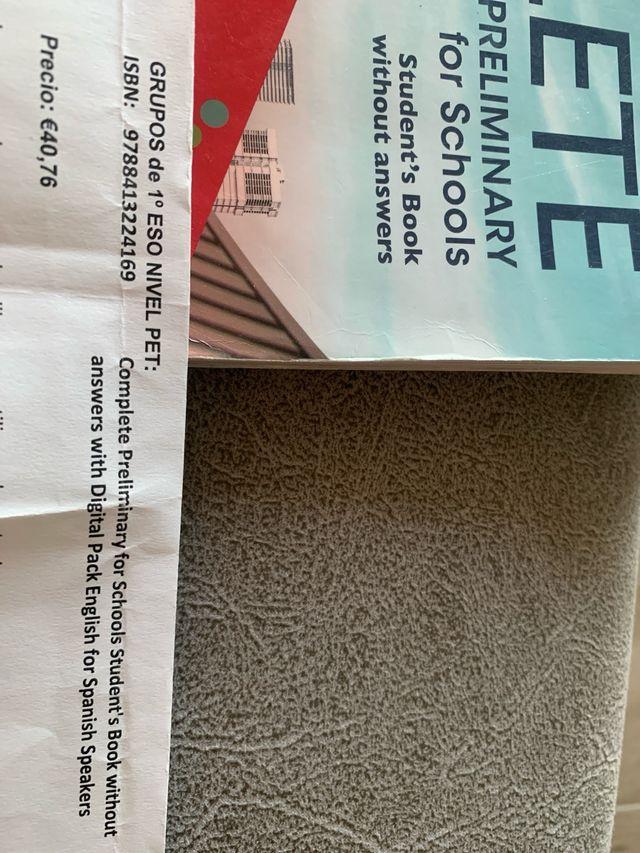 ETE
PRELIMINARY
for Schools
Student's Book
without answers
GRUPOS de 1º ESO NIVEL PET:
ISBN: 9788413224169 Complete Preliminary for Schools Student's Book without
answers with Digital Pack English for Spanish Speakers
Precio: €40,76